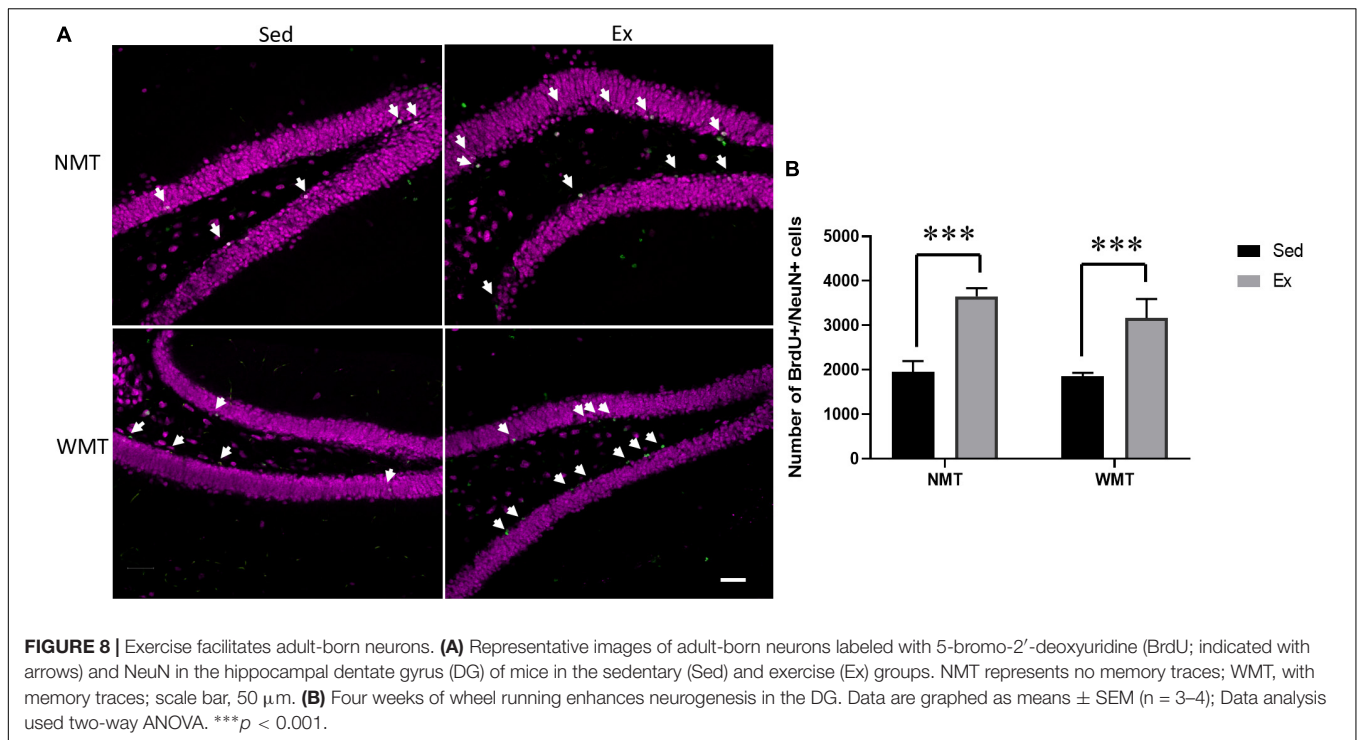 A
Sed
Ex
NMT
WMT
B
Number of BrdU+/NeuN+ cells
5000
4000
3000
2000
1000
0
***
***
NMT
WMT
Sed
Ex
FIGURE 8 | Exercise facilitates adult-born neurons. (A) Representative images of adult-born neurons labeled with 5-bromo-2′-deoxyuridine (BrdU; indicated with
arrows) and NeuN in the hippocampal dentate gyrus (DG) of mice in the sedentary (Sed) and exercise (Ex) groups. NMT represents no memory traces; WMT, with
memory traces; scale bar, 50 μm. (B) Four weeks of wheel running enhances neurogenesis in the DG. Data are graphed as means ± SEM (n = 3–4); Data analysis
used two-way ANOVA. ***p < 0.001.